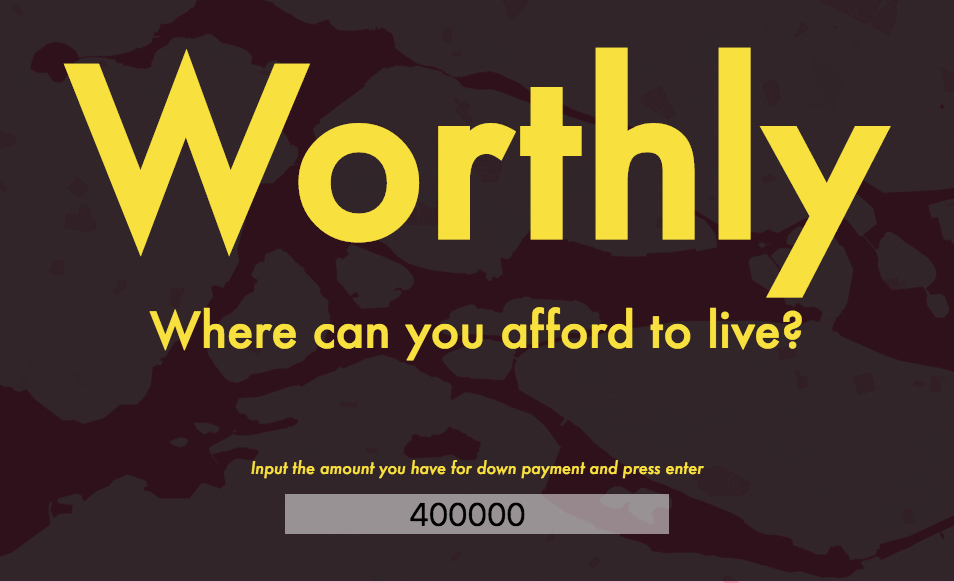 Worthly
Where can you afford to live?
Input the amount you have for down payment and press enter
400000